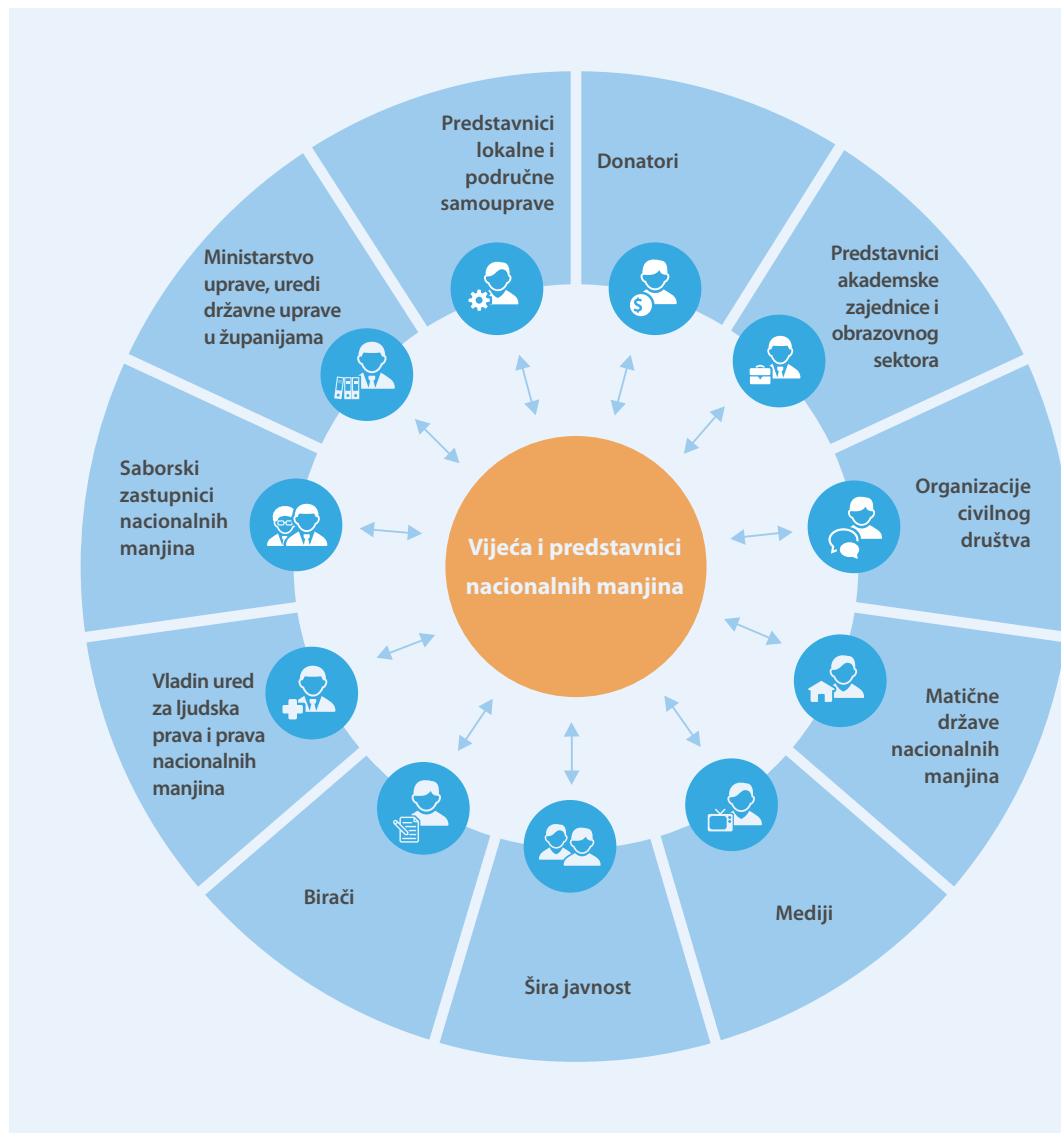 Predstavnici
lokalne i
područne
samouprave
Donatori
Predstavnici
akademske
zajednice i
obrazovnog
sektora
Organizacije
civilnog
društva
Matične
države
nacionalnih
manjina
Mediji
Šira javnost
Birači
Vladin ured
za ljudska
prava i prava
nacionalnih
manjina
Saborski
zastupnici
nacionalnih
manjina
Ministarstvo
uprave, uredi
državne uprave
u županijama
Vijeća i predstavnici
nacionalnih manjina
$